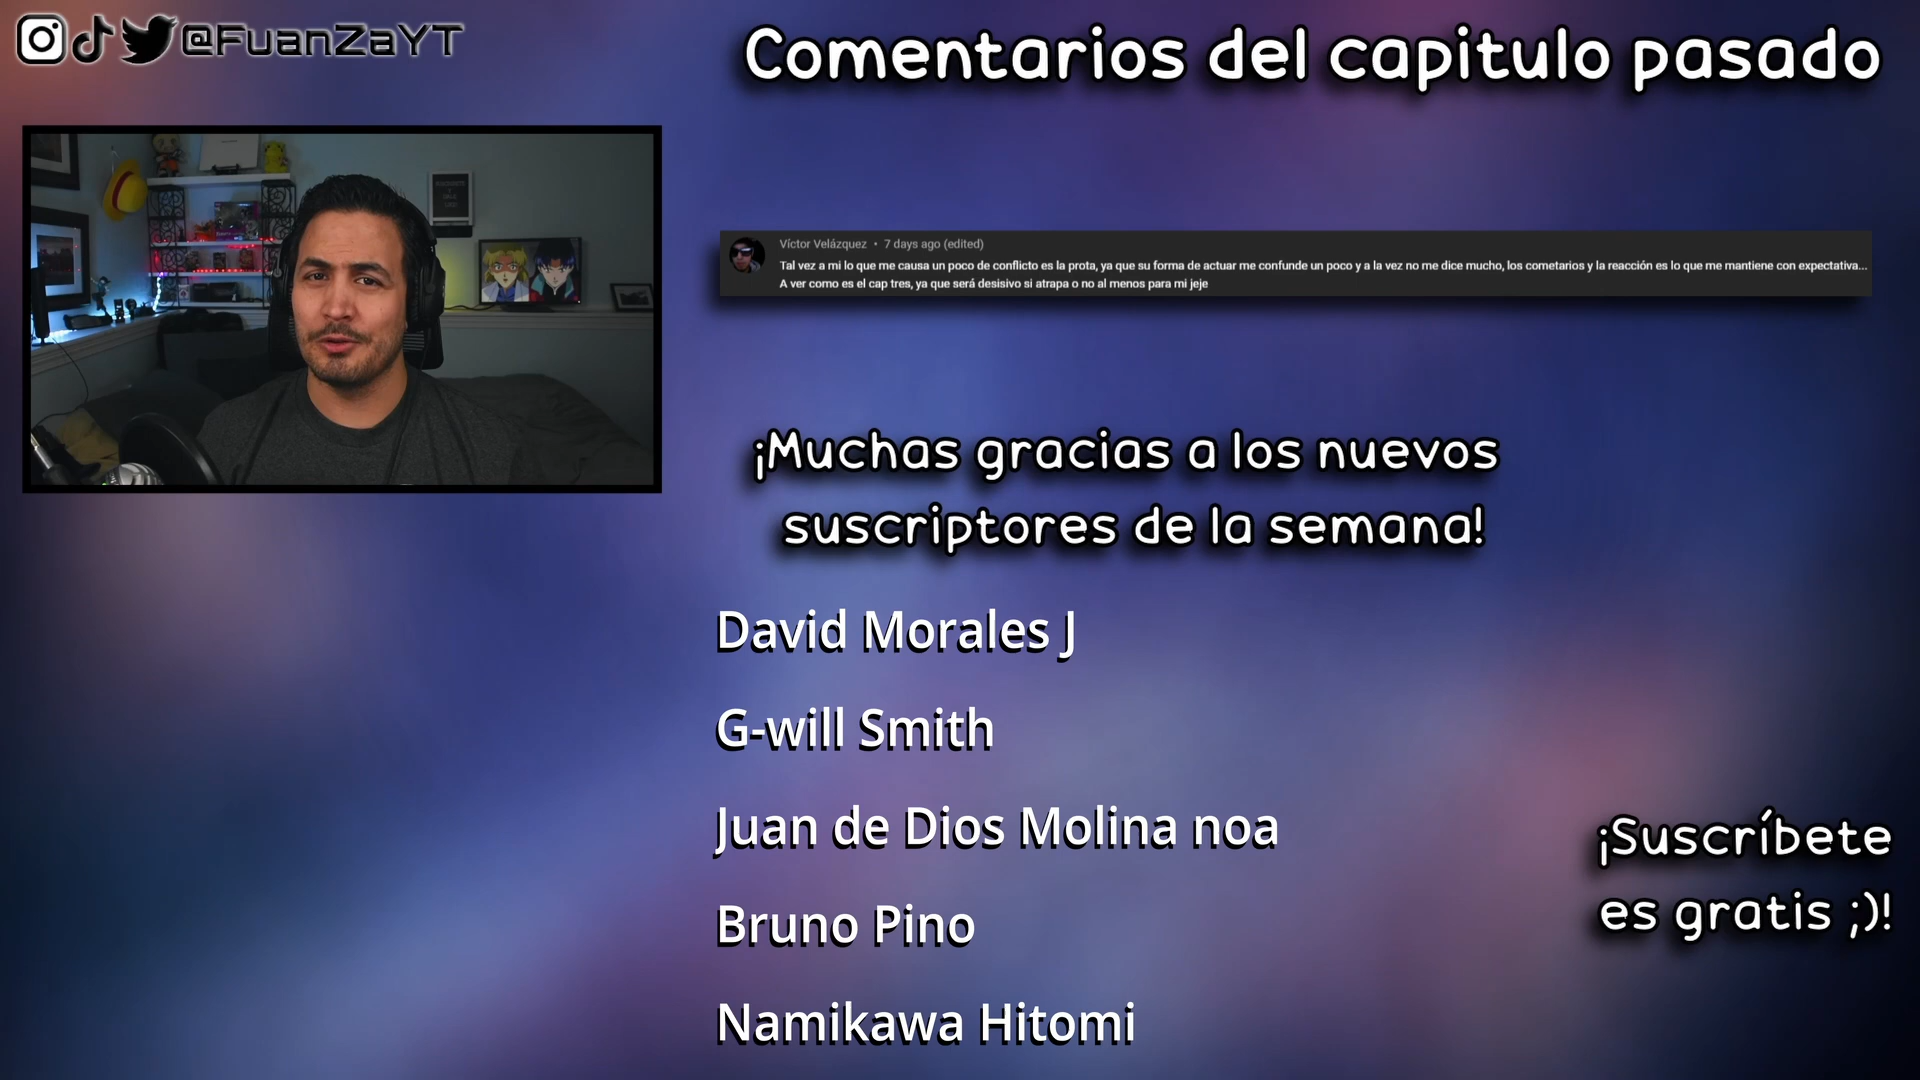 @FuanZaYT
Comentarios del capitulo pasado
Víctor Velázquez • 7 days ago (edited)
Tal vez a mi lo que me causa un poco de conflicto es la prota, ya que su forma de actuar me confunde un poco y a la vez no me dice mucho, los cometarios y la reacción es lo que me mantiene con expectativa...
A ver como es el cap tres, ya que será desisivo si atrapa o no al menos para mi jeje
¡Muchas gracias a los nuevos
suscriptores de la semana!
David Morales J
G-will Smith
Juan de Dios Molina noa
Bruno Pino
Namikawa Hitomi
¡Suscríbete
es gratis ;)!